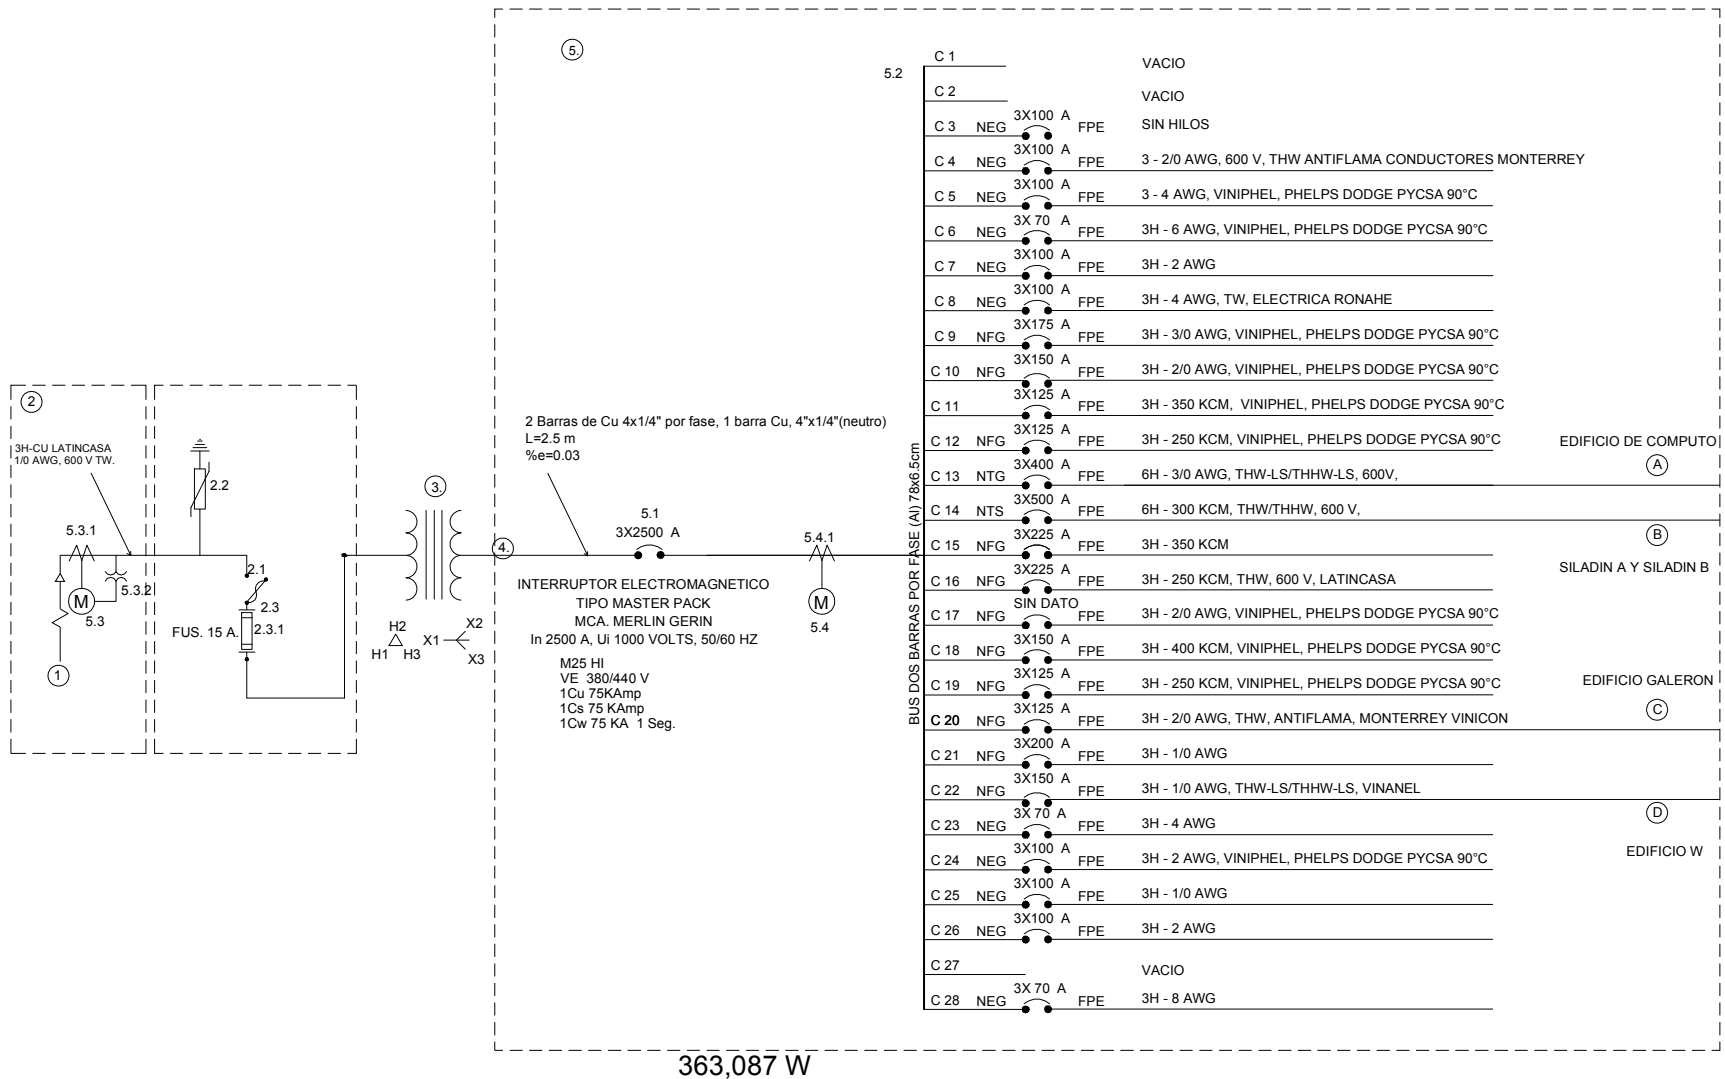 5.
5.2
C 1 VACIO
C 2 VACIO
C 3 NEG 3X100 A FPE SIN HILOS
C 4 NEG 3X100 A FPE 3 - 2/0 AWG, 600 V, THW ANTIFLAMA CONDUCTORES MONTERREY
C 5 NEG 3X100 A FPE 3 - 4 AWG, VINIPHEL, PHELPS DODGE PYCSA 90°C
C 6 NEG 3X 70 A FPE 3H - 6 AWG, VINIPHEL, PHELPS DODGE PYCSA 90°C
C 7 NEG 3X100 A FPE 3H - 2 AWG
C 8 NEG 3X100 A FPE 3H - 4 AWG, TW, ELECTRICA RONAHE
C 9 NFG 3X175 A FPE 3H - 3/0 AWG, VINIPHEL, PHELPS DODGE PYCSA 90°C
C 10 NFG 3X150 A FPE 3H - 2/0 AWG, VINIPHEL, PHELPS DODGE PYCSA 90°C
C 11 3X125 A FPE 3H - 350 KCM, VINIPHEL, PHELPS DODGE PYCSA 90°C
C 12 NFG 3X125 A FPE 3H - 250 KCM, VINIPHEL, PHELPS DODGE PYCSA 90°C
C 13 NTG 3X400 A FPE 6H - 3/0 AWG, THW-LS/THHW-LS, 600V,
C 14 NTS 3X500 A FPE 6H - 300 KCM, THW/THHW, 600 V,
C 15 NFG 3X225 A FPE 3H - 350 KCM
C 16 NFG 3X225 A FPE 3H - 250 KCM, THW, 600 V, LATINCASA
C 17 NFG SIN DATO FPE 3H - 2/0 AWG, VINIPHEL, PHELPS DODGE PYCSA 90°C
C 18 NFG 3X150 A FPE 3H - 400 KCM, VINIPHEL, PHELPS DODGE PYCSA 90°C
C 19 NFG 3X125 A FPE 3H - 250 KCM, VINIPHEL, PHELPS DODGE PYCSA 90°C
C 20 NFG 3X125 A FPE 3H - 2/0 AWG, THW, ANTIFLAMA, MONTERREY VINICON
C 21 NFG 3X200 A FPE 3H - 1/0 AWG
C 22 NFG 3X150 A FPE 3H - 1/0 AWG, THW-LS/THHW-LS, VINANEL
C 23 NEG 3X 70 A FPE 3H - 4 AWG
C 24 NEG 3X100 A FPE 3H - 2 AWG, VINIPHEL, PHELPS DODGE PYCSA 90°C
C 25 NEG 3X100 A FPE 3H - 1/0 AWG
C 26 NEG 3X100 A FPE 3H - 2 AWG
C 27 VACIO
C 28 NEG 3X 70 A FPE 3H - 8 AWG
EDIFICIO DE COMPUTO
A
B
SILADIN A Y SILADIN B
EDIFICIO GALERON
C
D
EDIFICIO W
BUS DOS BARRAS POR FASE (Al) 78x6.5cm
2
3H-CU LATINCASA
1/0 AWG, 600 V TW.
5.3.1
5.3.2
M
5.3
1
2.2
2.1
2.3
FUS. 15 A.
2.3.1
3.
H2
H1 H3
X1 X2
X3
4.
2 Barras de Cu 4x1/4" por fase, 1 barra Cu, 4"x1/4"(neutro)
L=2.5 m
%e=0.03
5.1
3X2500 A
INTERRUPTOR ELECTROMAGNETICO
TIPO MASTER PACK
MCA. MERLIN GERIN
In 2500 A, Ui 1000 VOLTS, 50/60 HZ
M25 HI
VE 380/440 V
1Cu 75KAmp
1Cs 75 KAmp
1Cw 75 KA 1 Seg.
5.4.1
M
5.4
363,087 W